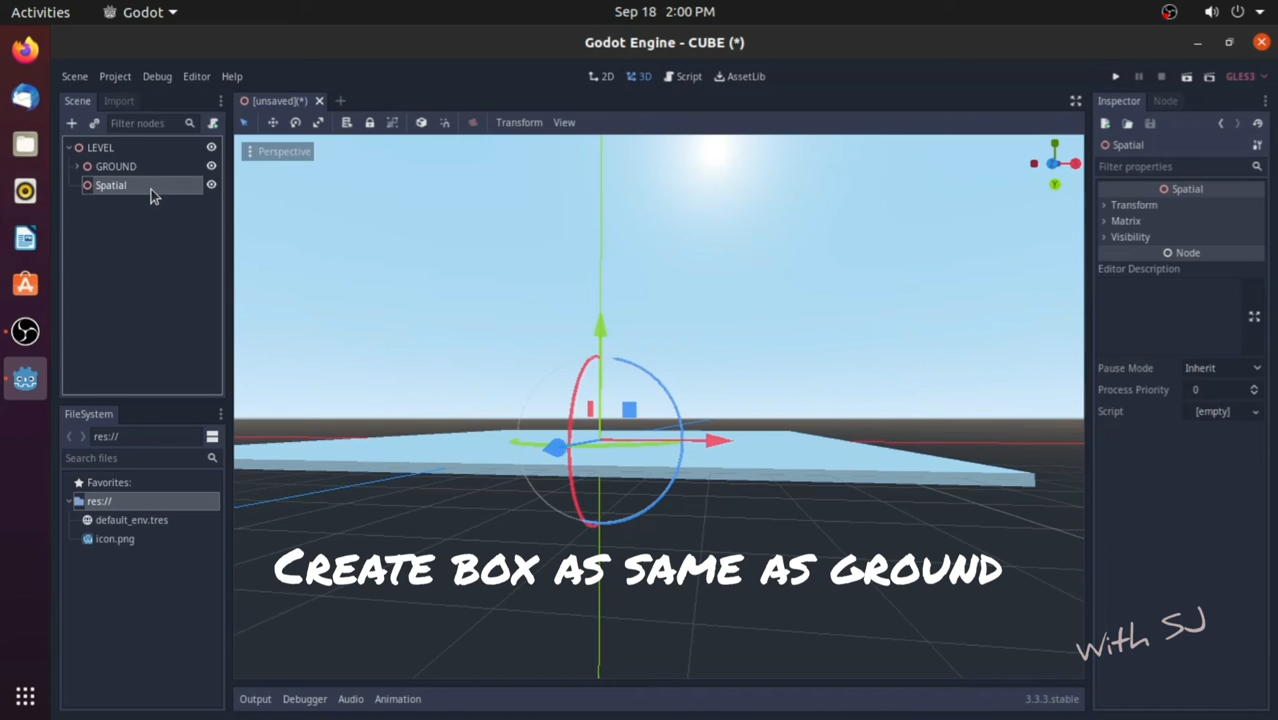 Activities
Godot
Sep 18 2:00 PM
Godot Engine - CUBE (*)
Scene Project Debug Editor Help
2D 3D Script AssetLib
GLES3
Scene Import
[unsaved](*)
Inspector Node
Filter nodes
Transform View
LEVEL
GROUND
Spatial
Perspective
Y
Spatial
Filter properties
Spatial
Transform
Matrix
Visibility
Node
Editor Description
Pause Mode Inherit
Process Priority 0
Script [empty]
FileSystem
res://
Search files
Favorites:
res://
default_env.tres
icon.png
Create box as same as ground
With SJ
Output Debugger Audio Animation
3.3.3.stable